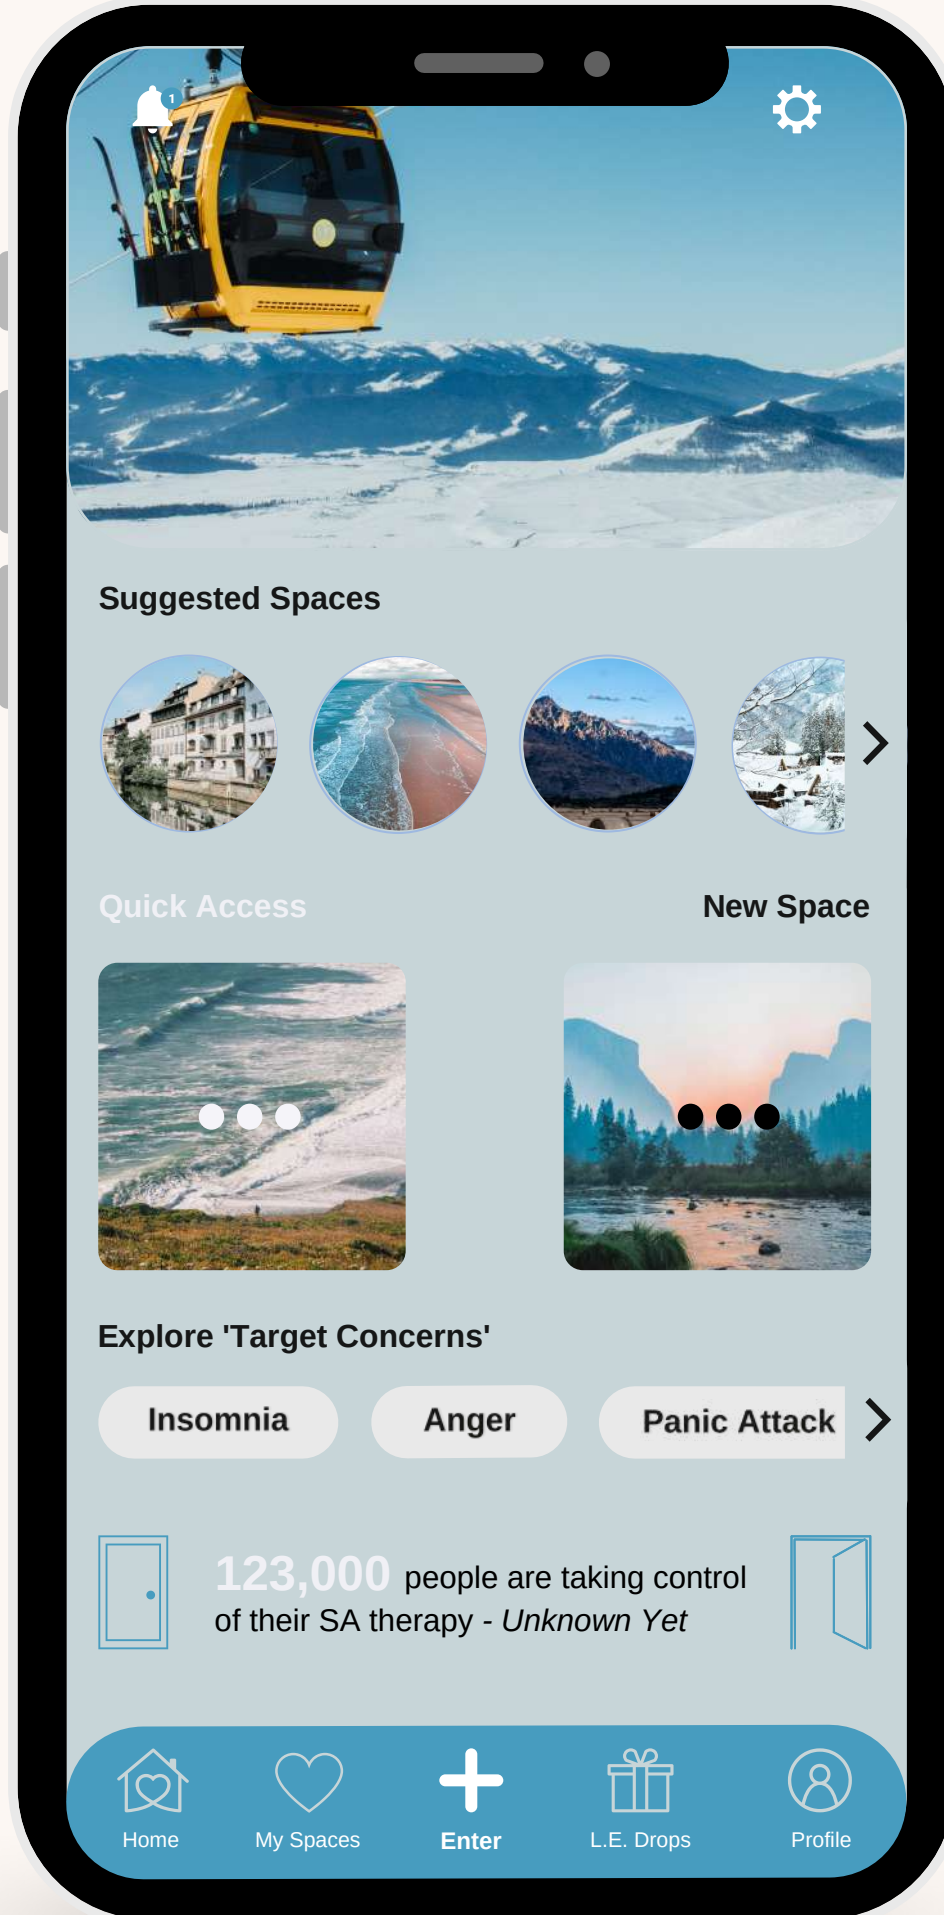 1
Suggested Spaces
Quick Access
New Space
Explore 'Target Concerns'
Insomnia
Anger
Panic Attack
123,000 people are taking control
of their SA therapy - Unknown Yet
Home
My Spaces
Enter
L.E. Drops
Profile